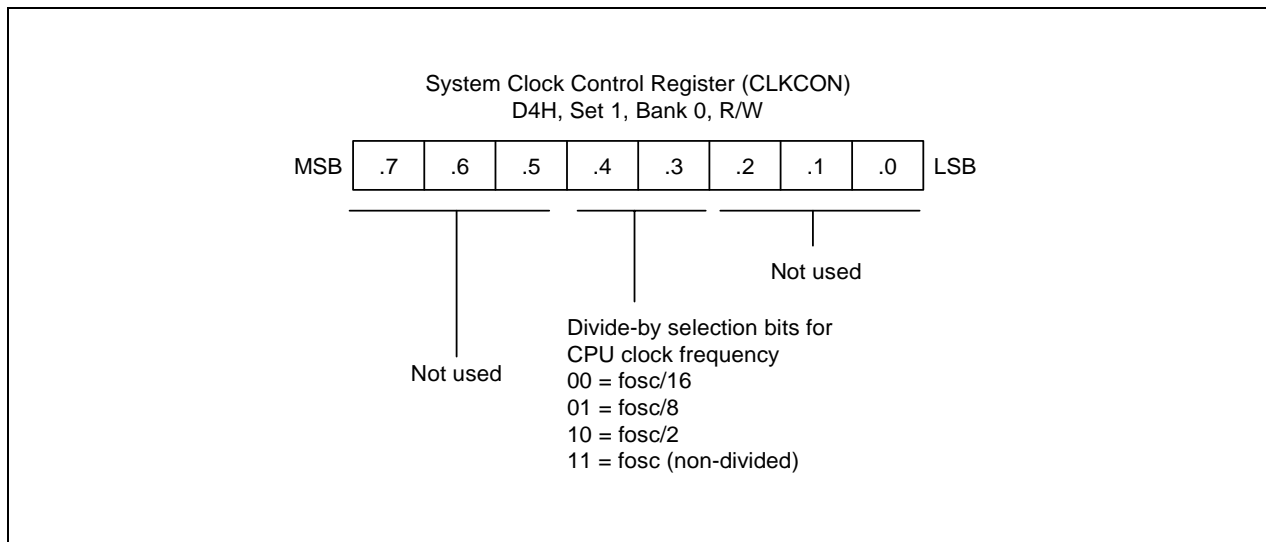 System Clock Control Register (CLKCON)
D4H, Set 1, Bank 0, R/W
MSB .7 .6 .5 .4 .3 .2 .1 .0 LSB
Not used
Divide-by selection bits for
CPU clock frequency
00 = fosc/16
01 = fosc/8
10 = fosc/2
11 = fosc (non-divided)
Not used